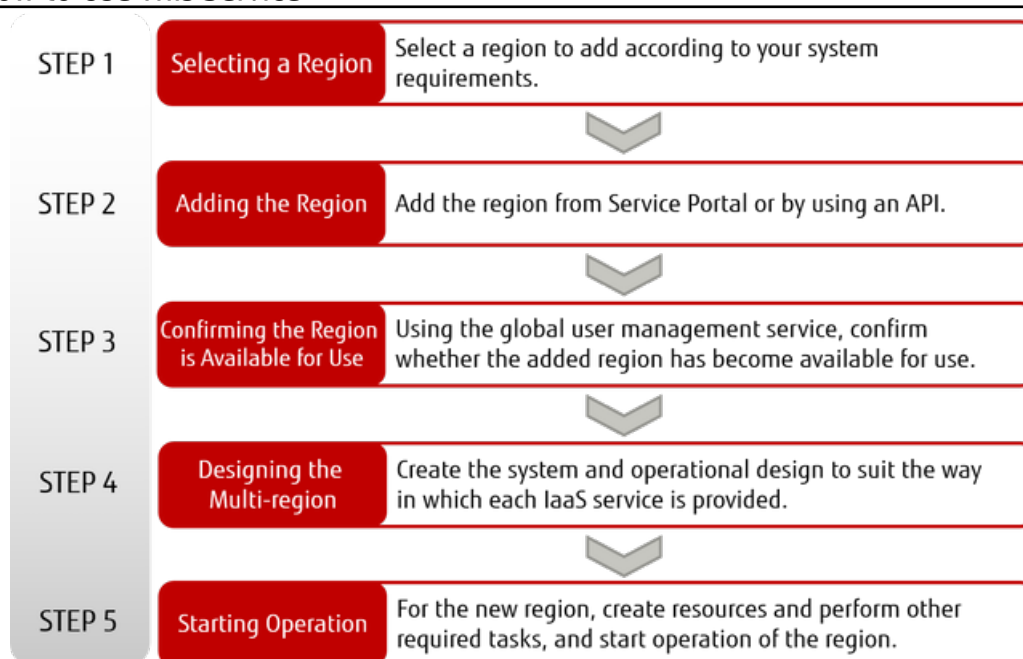 STEP 1
Selecting a Region
Select a region to add according to your system
requirements.
STEP 2
Adding the Region
Add the region from Service Portal or by using an API.
STEP 3
Confirming the Region
is Available for Use
Using the global user management service, confirm
whether the added region has become available for use.
STEP 4
Designing the
Multi-region
Create the system and operational design to suit the way
in which each IaaS service is provided.
STEP 5
Starting Operation
For the new region, create resources and perform other
required tasks, and start operation of the region.